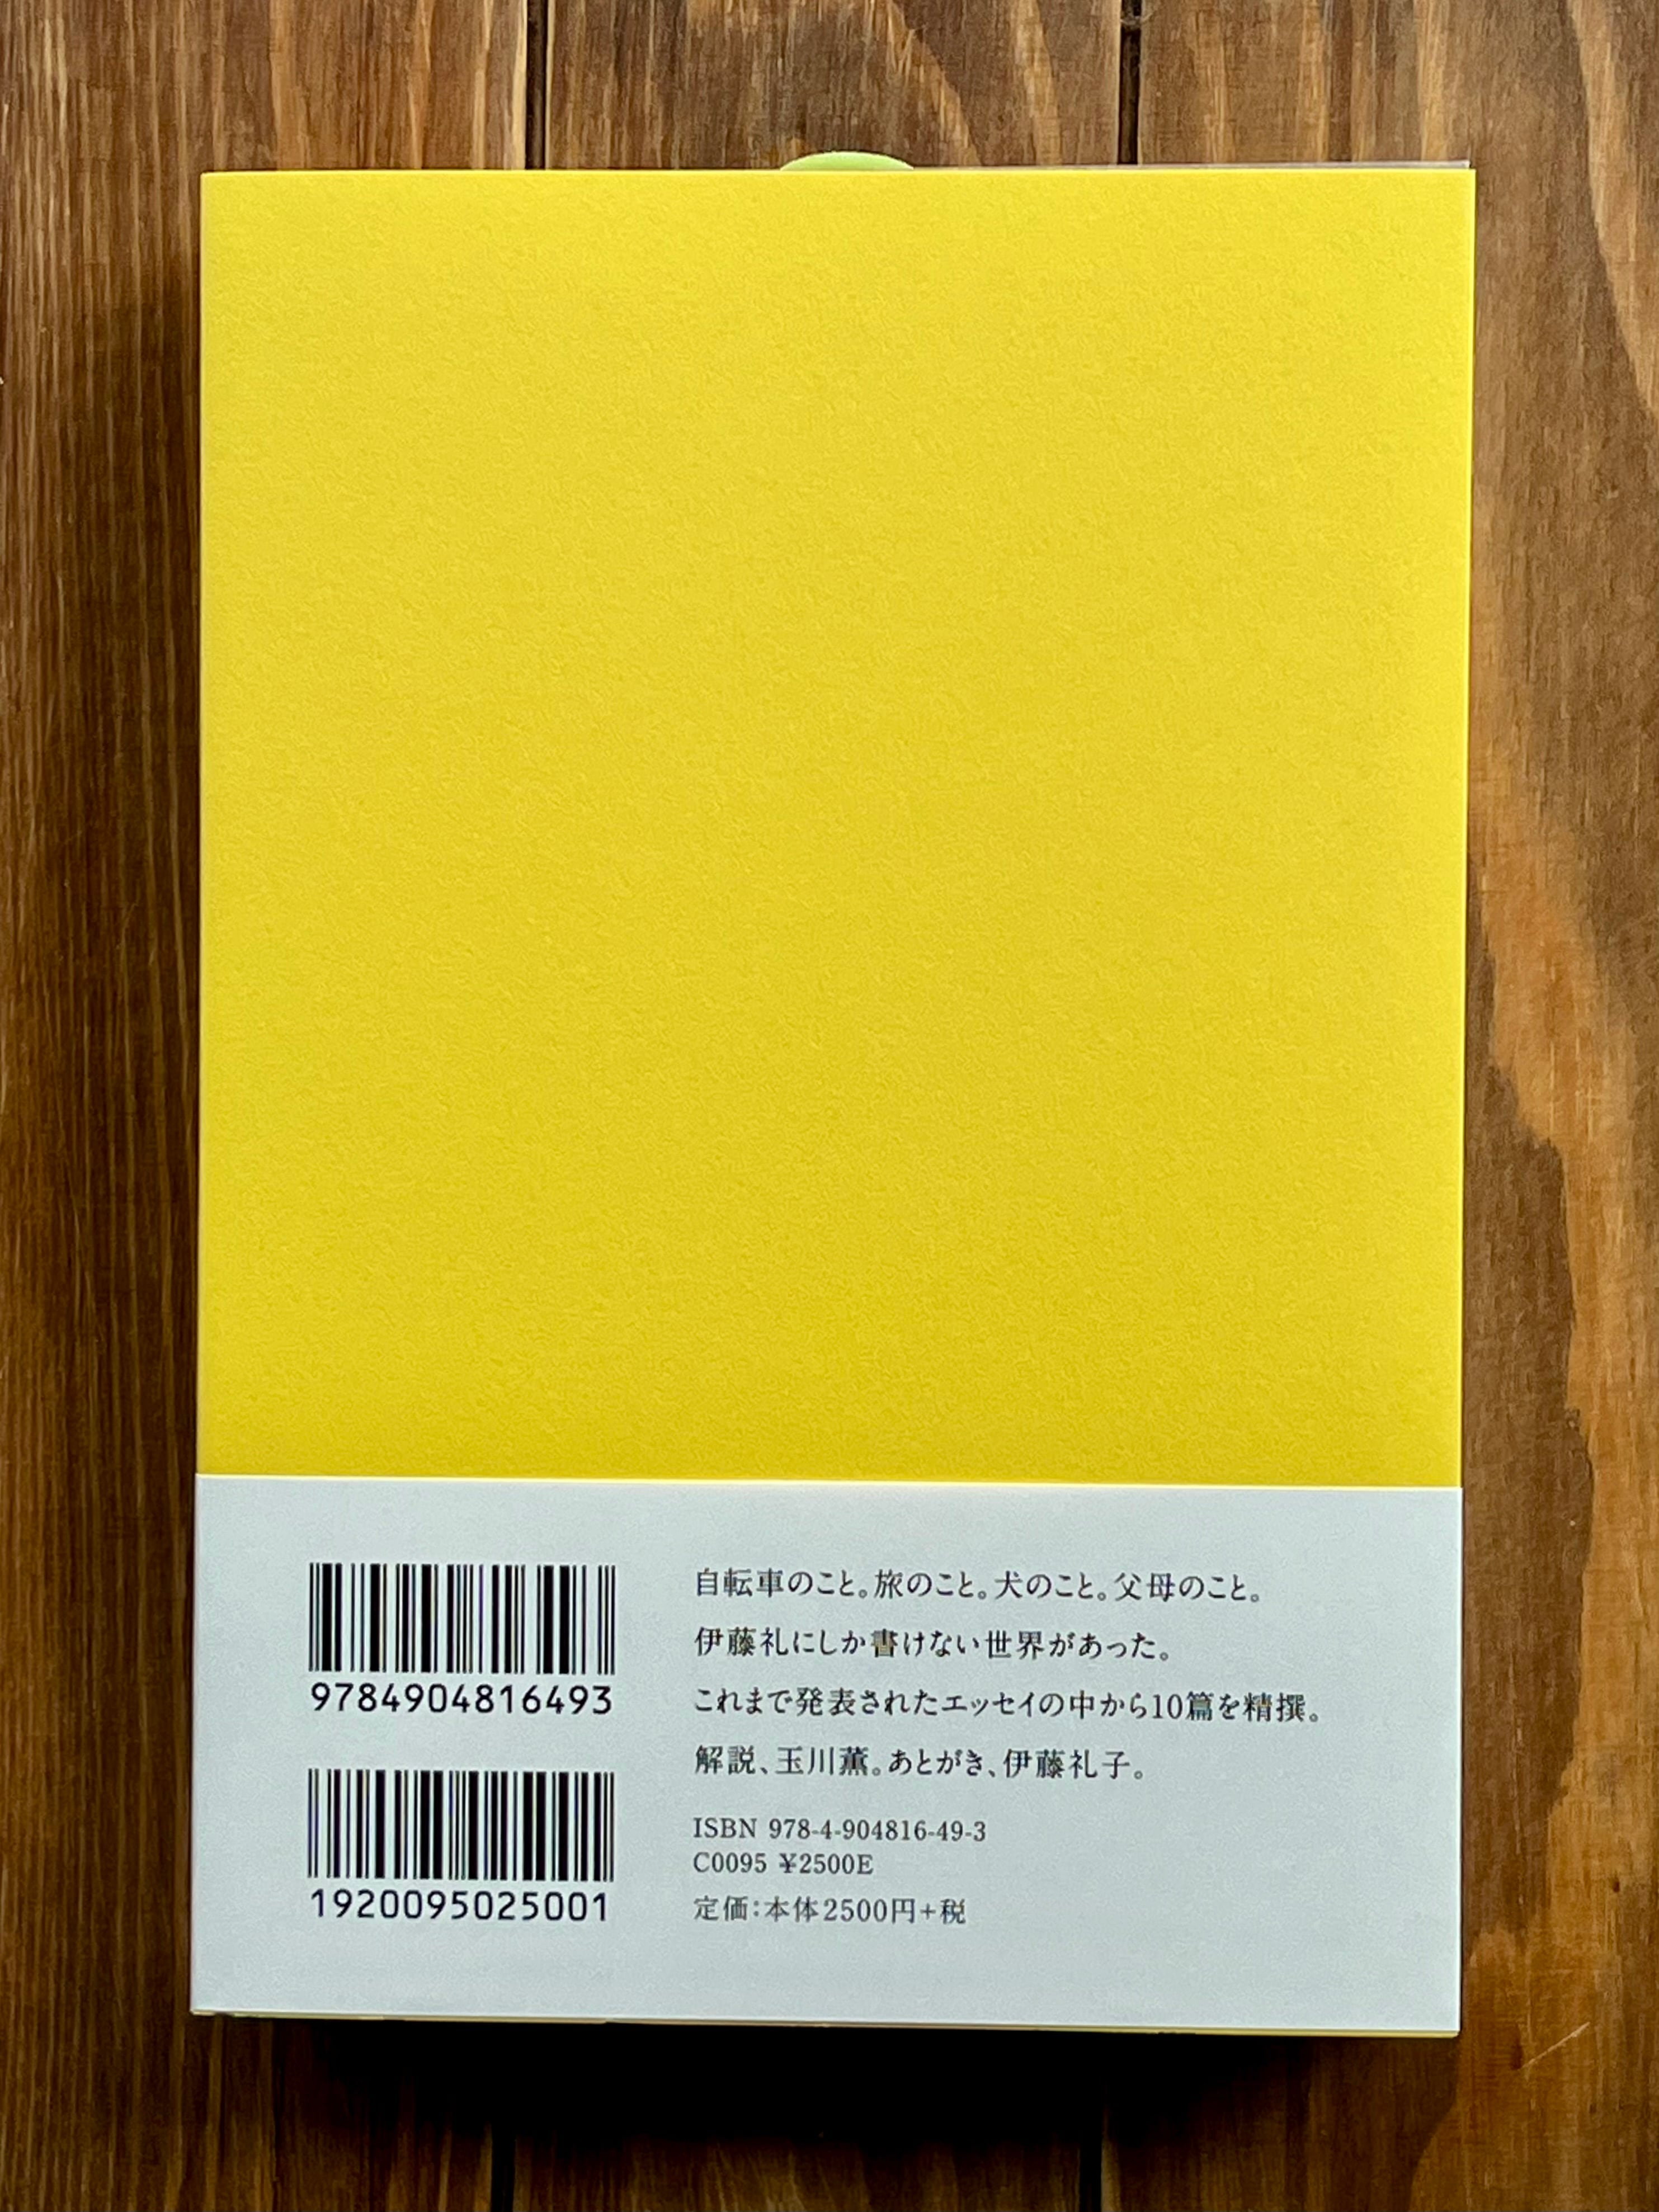 9784904816493
1920095025001
自転車のこと。旅のこと。犬のこと。父母のこと。
伊藤礼にしか書けない世界があった。
これまで発表されたエッセイの中から10篇を精撰。
解説、玉川薫。あとがき、伊藤礼子。
ISBN 978-4-904816-49-3
C0095 ¥2500E
定価:本体2500円+税